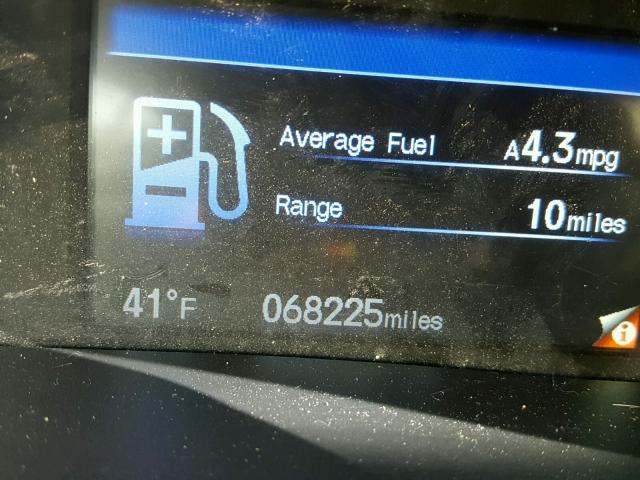 Average Fuel A4.3mpg
Range 10miles
41°F 068225miles
i